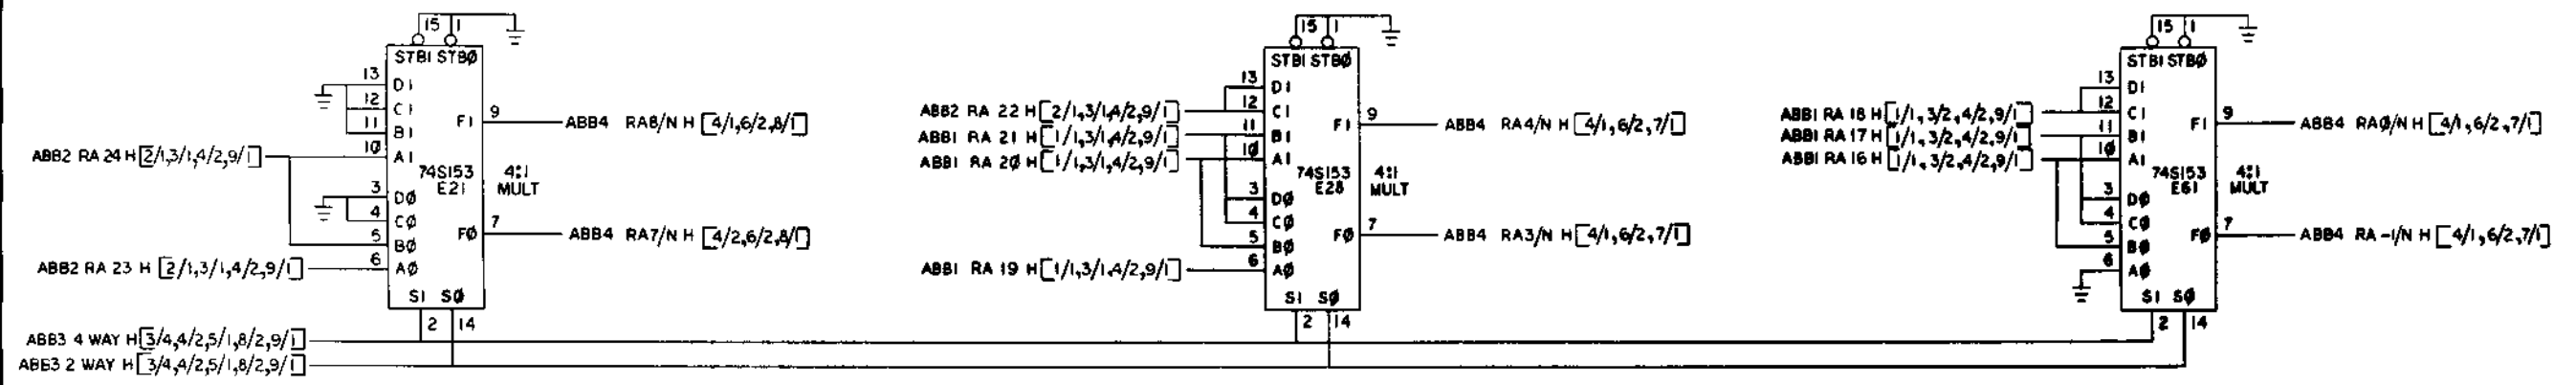 15 1
STB1 STBØ
13 D1
12 C1
11 B1
F1 9 ABB4 RA8/N H [4/1,6/2,8/1]
ABB2 RA 24 H [2/1,3/1,4/2,9/1] 10 A1
74S153 4:1
E21 MULT
3 DØ
4 CØ
5 BØ
FØ 7 ABB4 RA7/N H [4/2,6/2,8/1]
ABB2 RA 23 H [2/1,3/1,4/2,9/1] 6 AØ
S1 SØ
2 14
15 1
STB1 STBØ
13 D1
ABB2 RA 22 H [2/1,3/1,4/2,9/1] 12 C1
ABB1 RA 21 H [1/1,3/1,4/2,9/1] 11 B1
ABB1 RA 2Ø H [1/1,3/1,4/2,9/1] 1Ø A1
F1 9 ABB4 RA4/N H [4/1,6/2,7/1]
74S153 4:1
E28 MULT
3 DØ
4 CØ
5 BØ
FØ 7 ABB4 RA3/N H [4/1,6/2,7/1]
ABB1 RA 19 H [1/1,3/1,4/2,9/1] 6 AØ
S1 SØ
2 14
15 1
STB1 STBØ
13 D1
ABB1 RA 18 H [1/1,3/2,4/2,9/1] 12 C1
ABB1 RA 17 H [1/1,3/2,4/2,9/1] 11 B1
ABB1 RA 16 H [1/1,3/2,4/2,9/1] 1Ø A1
F1 9 ABB4 RAØ/N H [4/1,6/2,7/1]
74S153 4:1
E61 MULT
3 DØ
4 CØ
5 BØ
FØ 7 ABB4 RA-1/N H [4/1,6/2,7/1]
6 AØ
S1 SØ
2 14
ABB3 4 WAY H [3/4,4/2,5/1,8/2,9/1]
ABB3 2 WAY H [3/4,4/2,5/1,8/2,9/1]